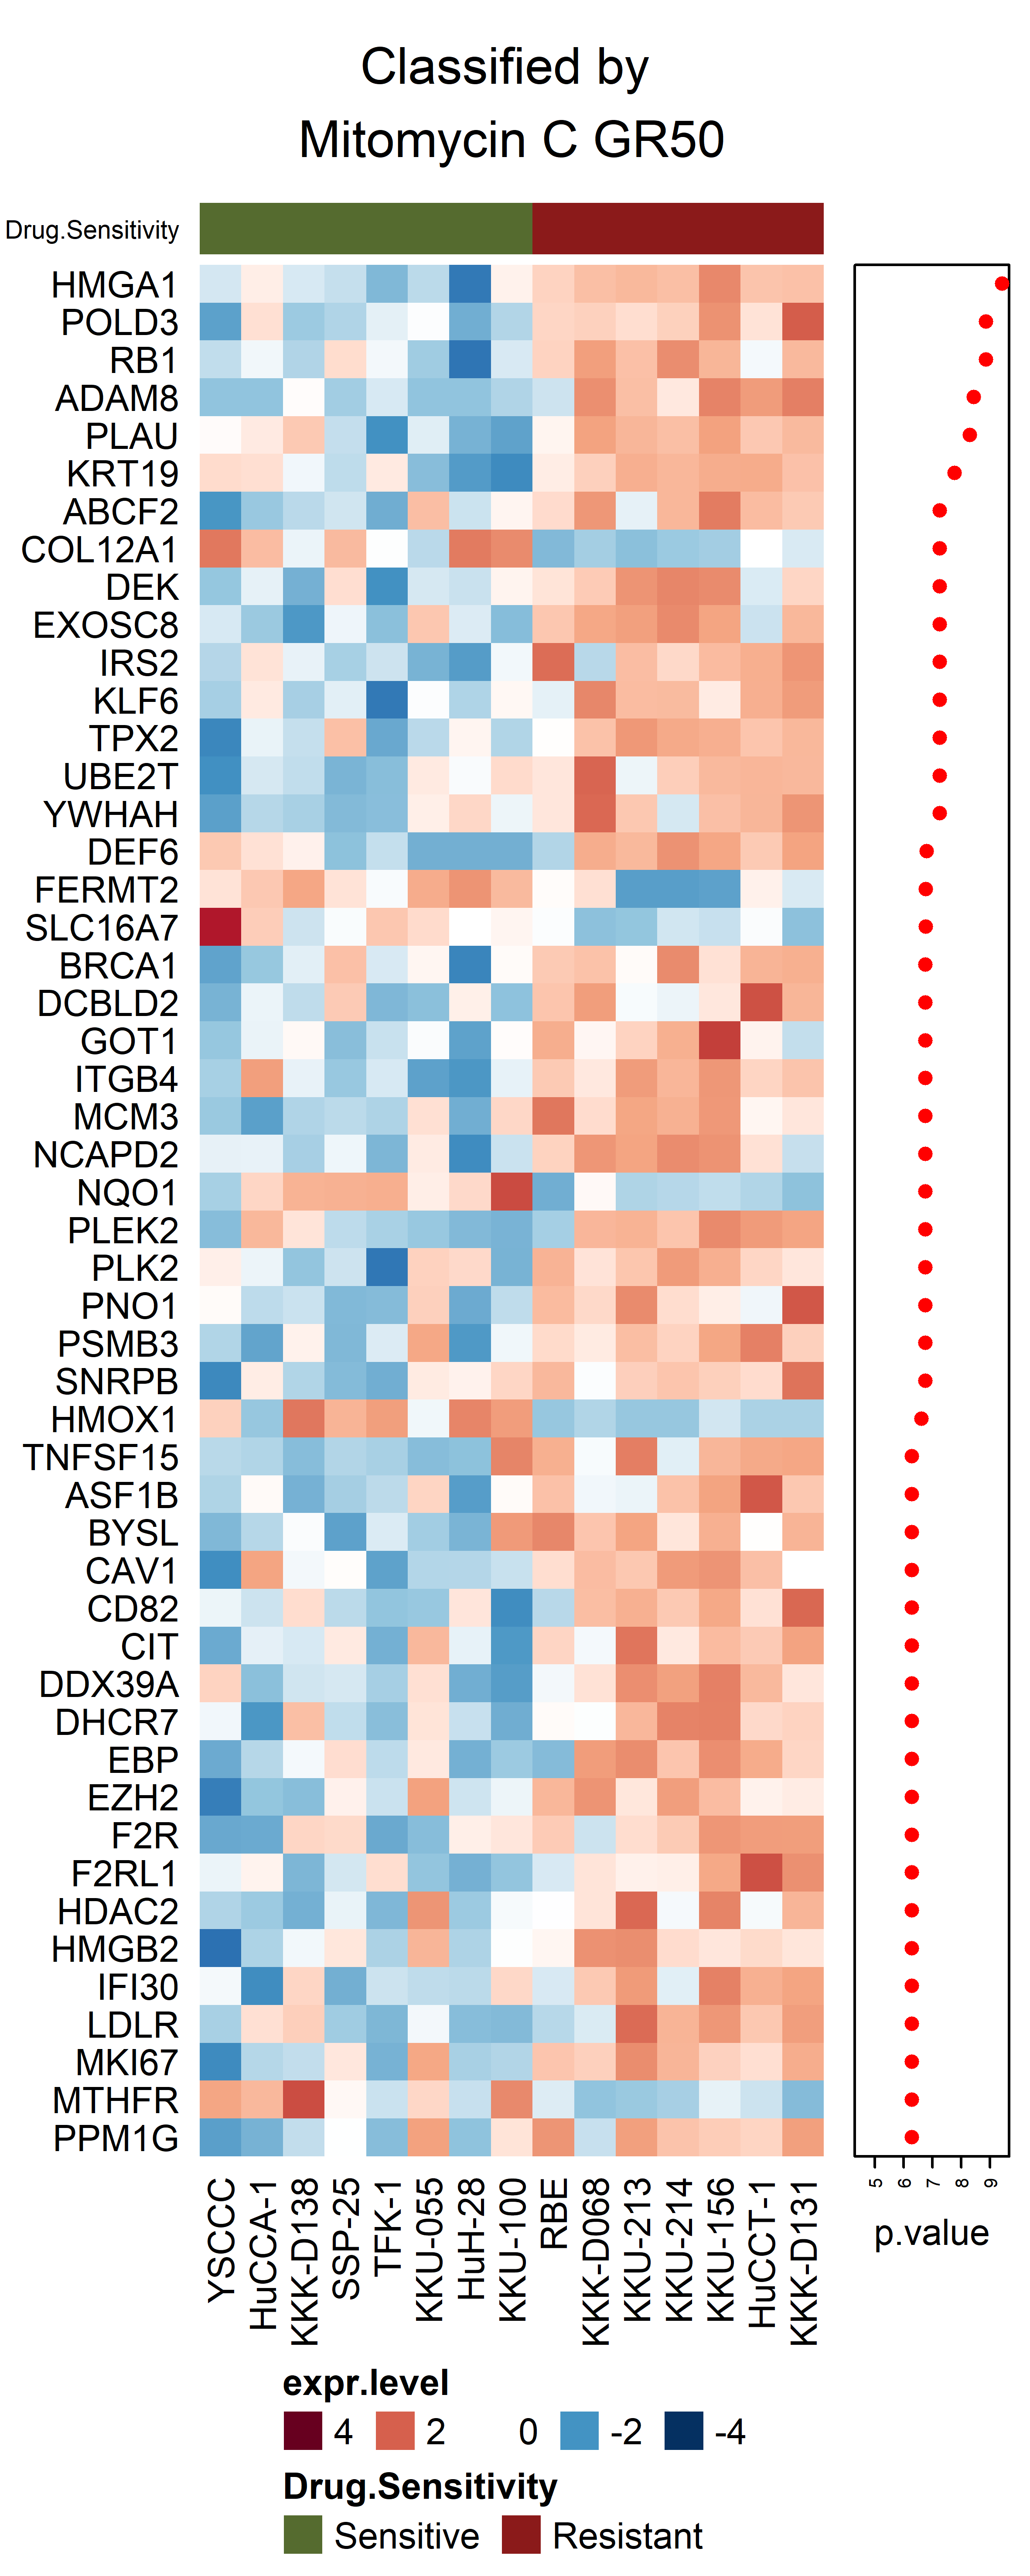 Classified by
Mitomycin C GR50
Drug.Sensitivity
HMGA1
POLD3
RB1
ADAM8
PLAU
KRT19
ABCF2
COL12A1
DEK
EXOSC8
IRS2
KLF6
TPX2
UBE2T
YWHAH
DEF6
FERMT2
SLC16A7
BRCA1
DCBLD2
GOT1
ITGB4
MCM3
NCAPD2
NQO1
PLEK2
PLK2
PNO1
PSMB3
SNRPB
HMOX1
TNFSF15
ASF1B
BYSL
CAV1
CD82
CIT
DDX39A
DHCR7
EBP
EZH2
F2R
F2RL1
HDAC2
HMGB2
IFI30
LDLR
MKI67
MTHFR
PPM1G
5 6 7 8 9
p.value
YSCCC HuCCA-1 KKK-D138 SSP-25 TFK-1 KKU-055 HuH-28 KKU-100 RBE KKK-D068 KKU-213 KKU-214 KKU-156 HuCCT-1 KKK-D131
expr.level
4 2 0 -2 -4
Drug.Sensitivity
Sensitive Resistant